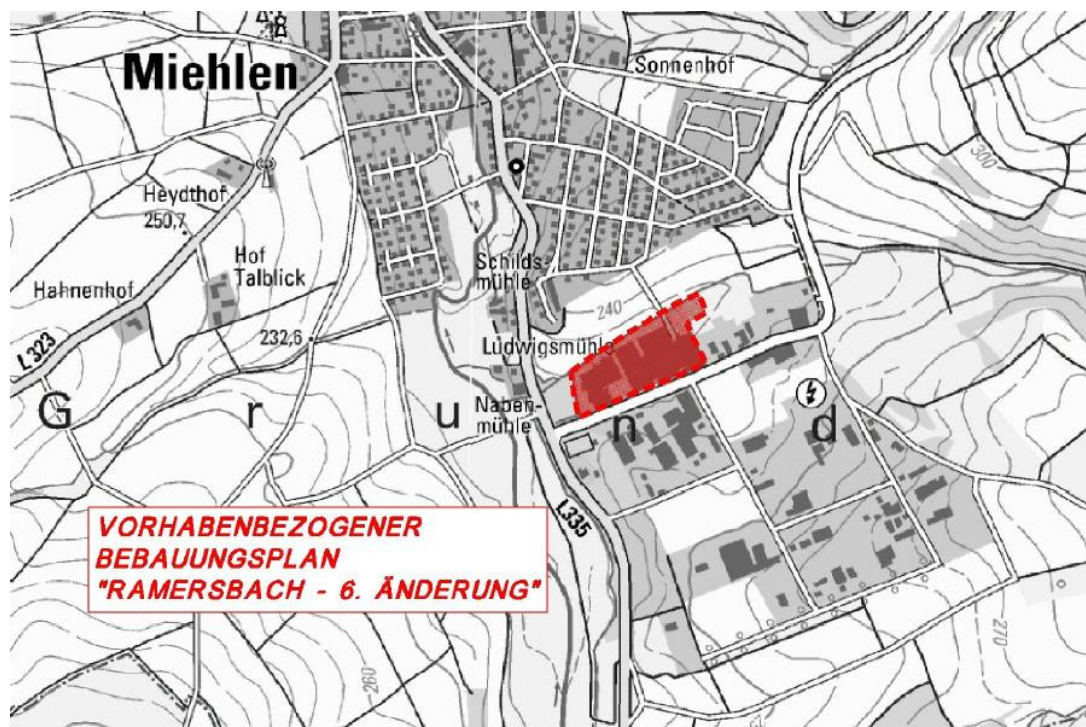 Miehlen
Sonnenhof
300
Heydthof
250,7
Hof
Talblick
Schilds-
mühle
240
Hahnenhof
232,6
Ludwigsmühle
L323
G r u n d
Naben-
mühle
L335
VORHABENBEZOGENER
BEBAUUNGSPLAN
"RAMERSBACH - 6. ÄNDERUNG"
260
270